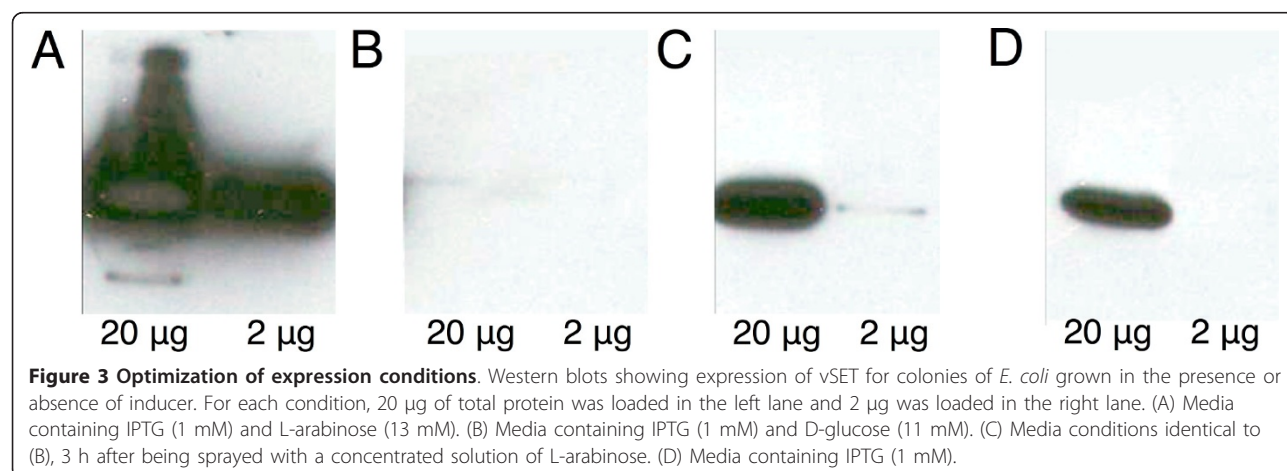 A B C D
20 µg 2 µg 20 µg 2 µg 20 µg 2 µg 20 µg 2 µg
Figure 3 Optimization of expression conditions. Western blots showing expression of vSET for colonies of E. coli grown in the presence or
absence of inducer. For each condition, 20 µg of total protein was loaded in the left lane and 2 µg was loaded in the right lane. (A) Media
containing IPTG (1 mM) and L-arabinose (13 mM). (B) Media containing IPTG (1 mM) and D-glucose (11 mM). (C) Media conditions identical to
(B), 3 h after being sprayed with a concentrated solution of L-arabinose. (D) Media containing IPTG (1 mM).